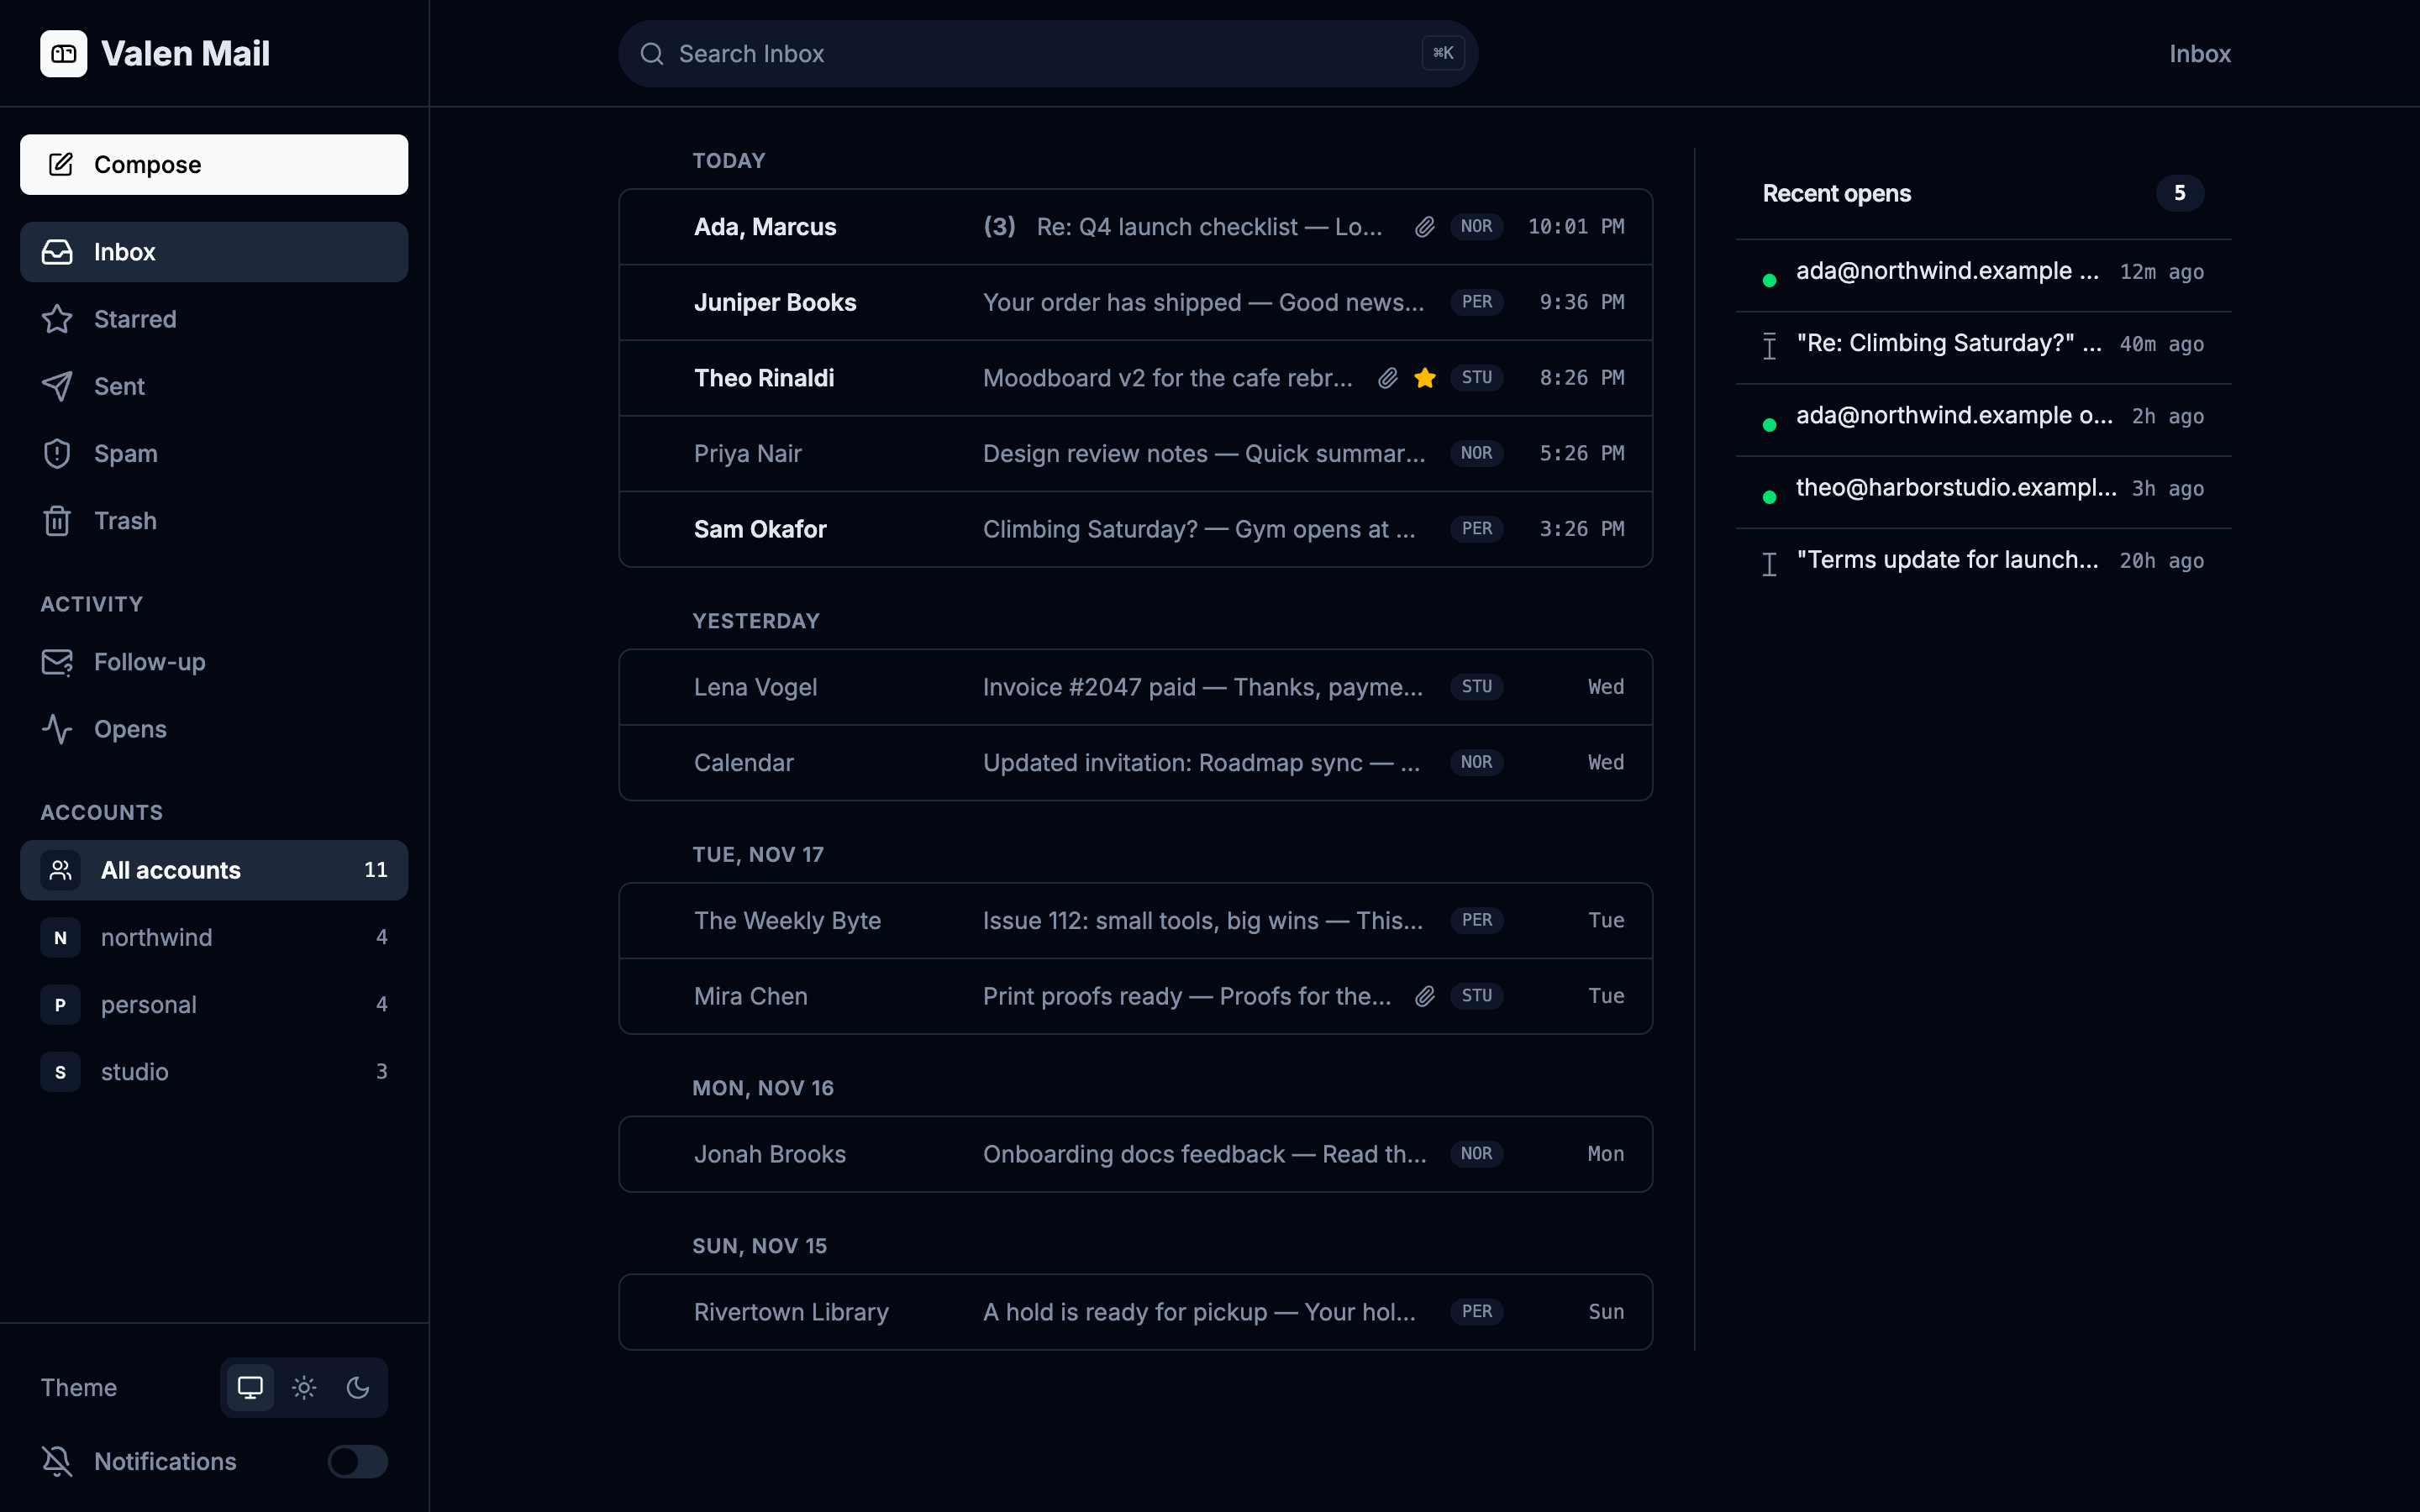 Valen Mail
Search Inbox
⌘K
Inbox
Compose
Inbox
Starred
Sent
Spam
Trash
ACTIVITY
Follow-up
Opens
ACCOUNTS
All accounts 11
N northwind 4
P personal 4
S studio 3
Theme
Notifications
TODAY
Ada, Marcus (3) Re: Q4 launch checklist — Lo... NOR 10:01 PM
Juniper Books Your order has shipped — Good news... PER 9:36 PM
Theo Rinaldi Moodboard v2 for the cafe rebr... STU 8:26 PM
Priya Nair Design review notes — Quick summar... NOR 5:26 PM
Sam Okafor Climbing Saturday? — Gym opens at ... PER 3:26 PM
YESTERDAY
Lena Vogel Invoice #2047 paid — Thanks, payme... STU Wed
Calendar Updated invitation: Roadmap sync — ... NOR Wed
TUE, NOV 17
The Weekly Byte Issue 112: small tools, big wins — This... PER Tue
Mira Chen Print proofs ready — Proofs for the... STU Tue
MON, NOV 16
Jonah Brooks Onboarding docs feedback — Read th... NOR Mon
SUN, NOV 15
Rivertown Library A hold is ready for pickup — Your hol... PER Sun
Recent opens 5
ada@northwind.example ... 12m ago
"Re: Climbing Saturday?" ... 40m ago
ada@northwind.example o... 2h ago
theo@harborstudio.exampl... 3h ago
"Terms update for launch... 20h ago